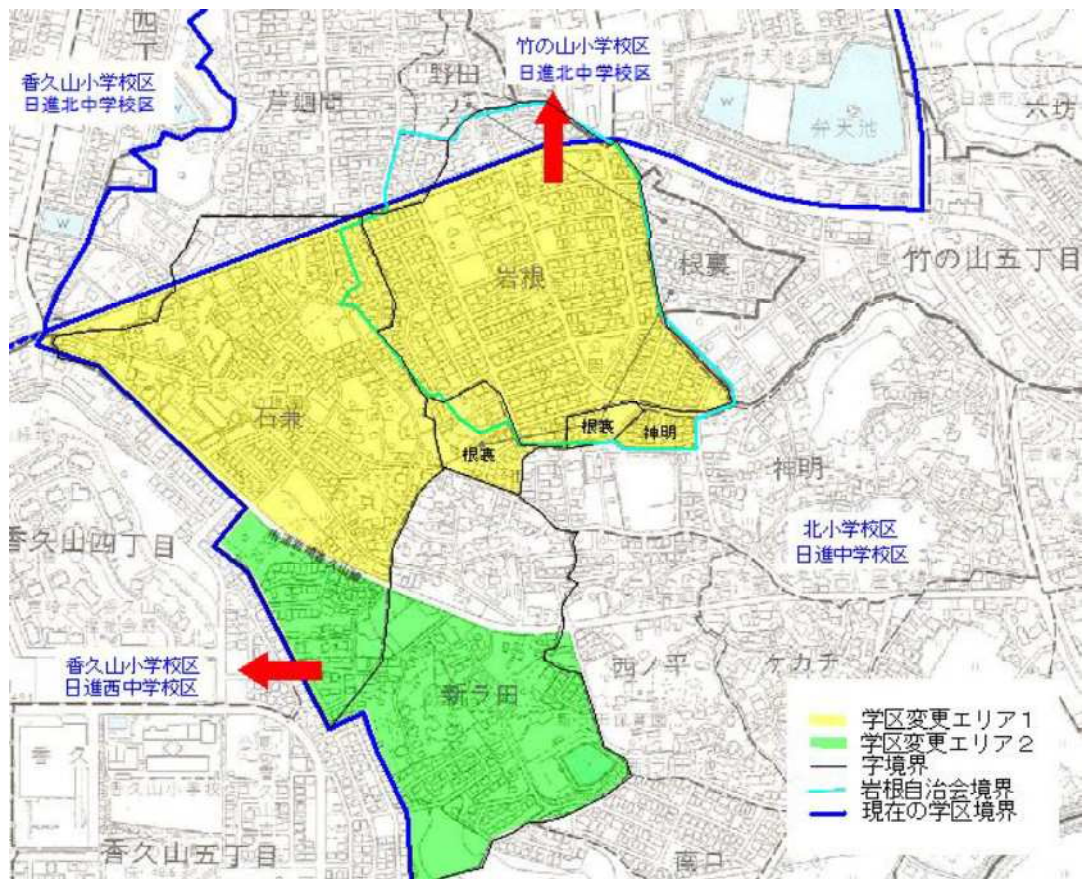 四
丁
香久山小学校区
日進北中学校区
竹の山小学校区
日進北中学校区
野田
芦廻間
W
弁天池
六坊
W
竹の山五丁目
根裏
岩根
石兼
根裏
神明
根裏
神明
北小学校区
日進中学校区
香久山四丁目
香久山小学校区
日進西中学校区
新ラ田
西ノ平
ケカチ
香久
香久山五丁目
南口
学区変更エリア1
学区変更エリア2
字境界
岩根自治会境界
現在の学区境界